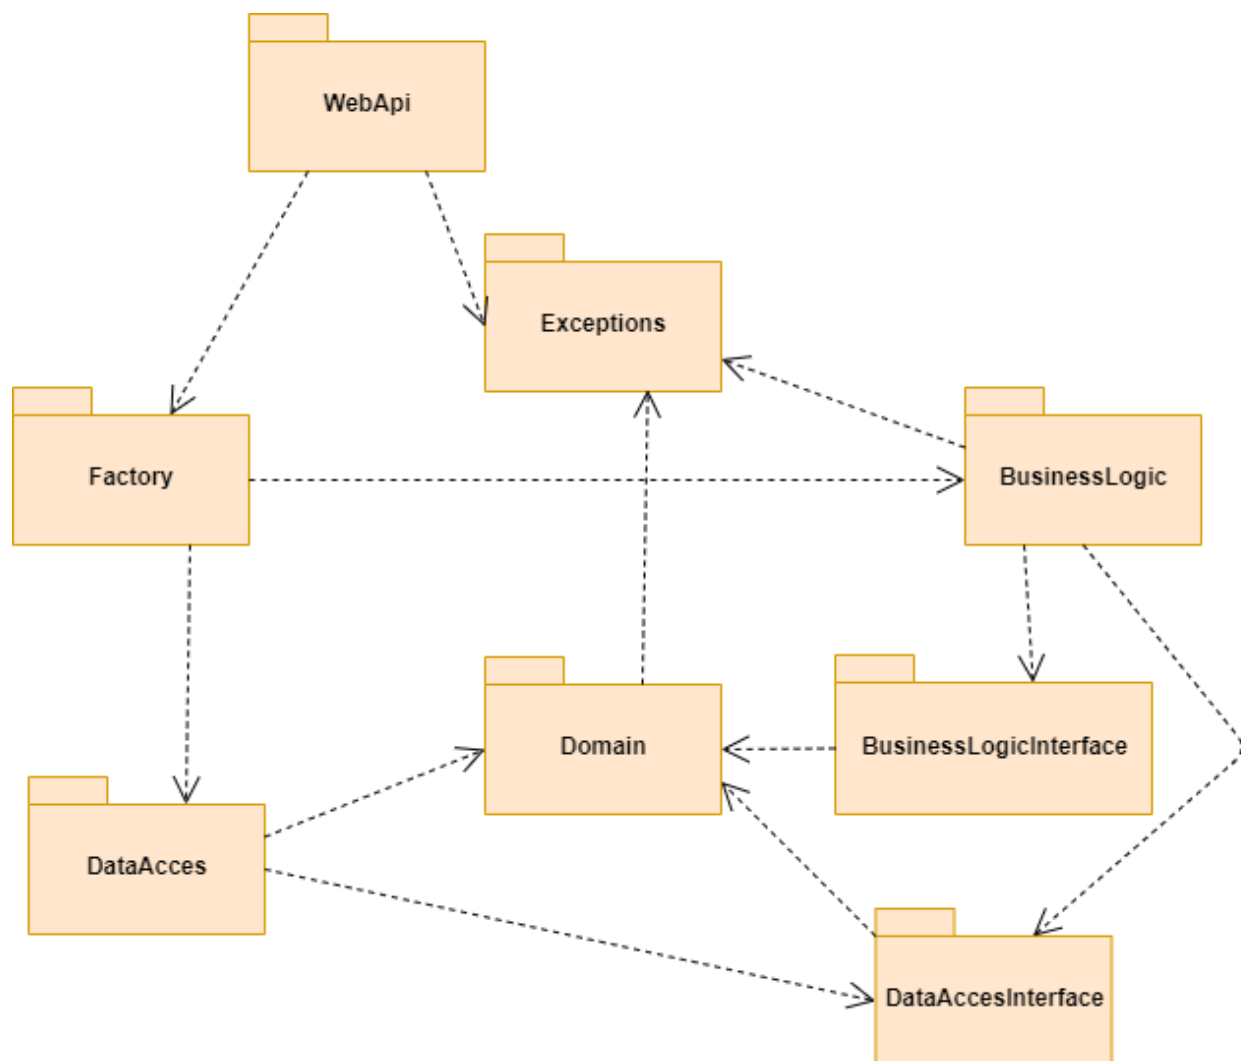 WebApi
Exceptions
Factory
BusinessLogic
Domain
BusinessLogicInterface
DataAcces
DataAccesInterface